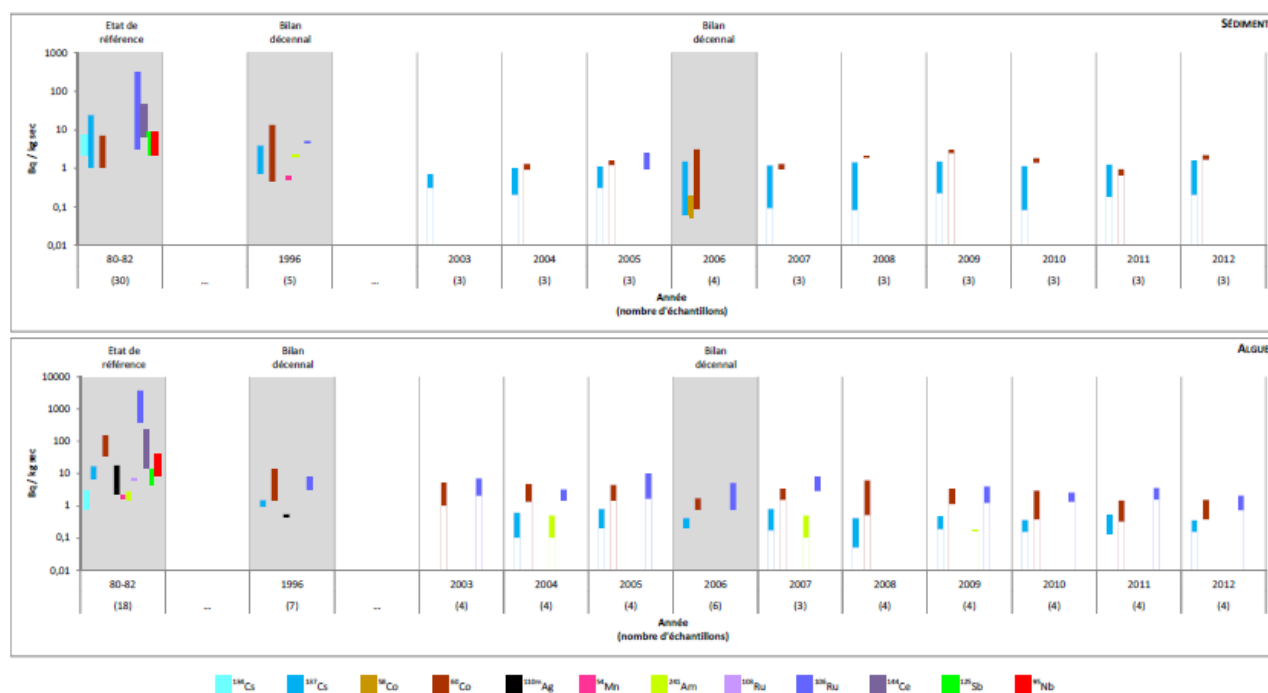 SÉDIMENT
Etat de référence
Bilan décennal
Bilan décennal
1000
100
10
1
0,1
0,01
Bq / kg sec
80-82 1996 2003 2004 2005 2006 2007 2008 2009 2010 2011 2012
(30) ... (5) ... (3) (3) (3) (4) (3) (3) (3) (3) (3) (3)
Année
(nombre d'échantillons)
ALGUE
Etat de référence
Bilan décennal
Bilan décennal
10000
1000
100
10
1
0,1
0,01
Bq / kg sec
80-82 1996 2003 2004 2005 2006 2007 2008 2009 2010 2011 2012
(18) ... (7) ... (4) (4) (4) (6) (3) (4) (4) (4) (4) (4)
Année
(nombre d'échantillons)
¹³⁴Cs ¹³⁷Cs ⁵⁸Co ⁶⁰Co ¹¹⁰ᵐAg ⁵⁴Mn ²⁴¹Am ¹⁰³Ru ¹⁰⁶Ru ¹⁴⁴Ce ¹²⁵Sb ⁹⁵Nb